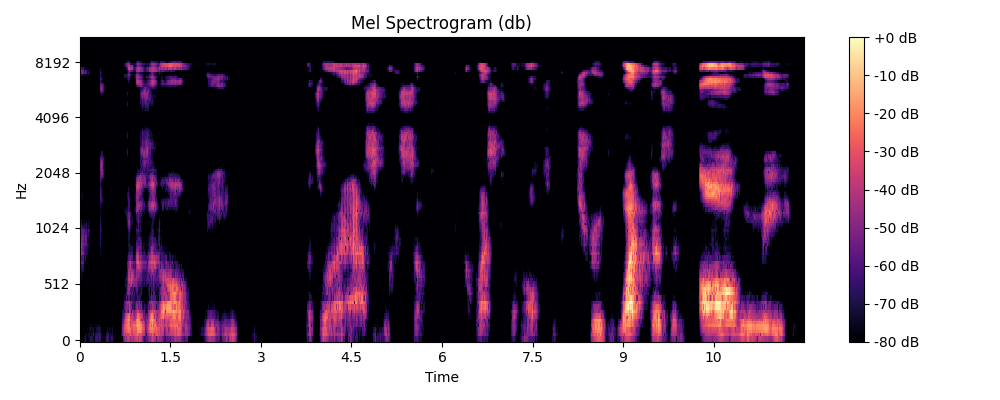 Mel Spectrogram (db)
+0 dB
8192
-10 dB
4096
-20 dB
-30 dB
2048
-40 dB
Hz
1024
-50 dB
-60 dB
512
-70 dB
0
-80 dB
0 1.5 3 4.5 6 7.5 9 10
Time